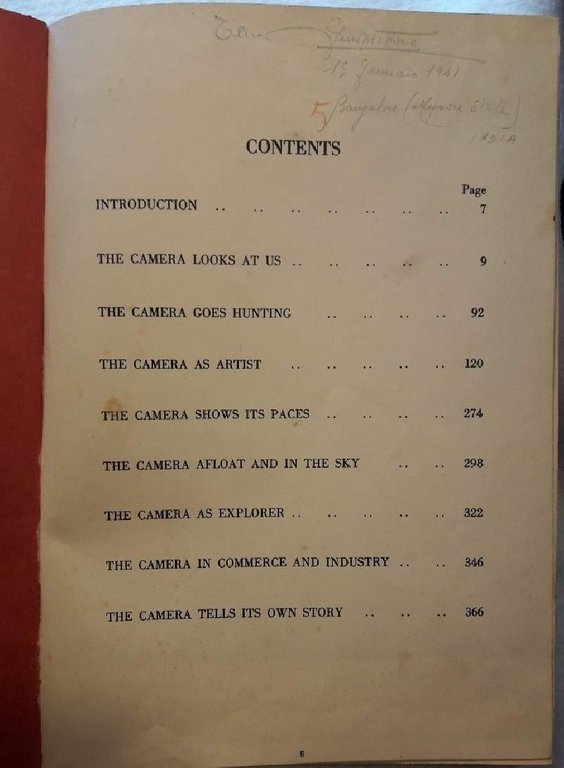 15 Gennaio 1941
5 Bangalore (Mysore State)
INDIA
CONTENTS
Page
INTRODUCTION .. .. .. .. .. .. .. 7
THE CAMERA LOOKS AT US .. .. .. .. .. 9
THE CAMERA GOES HUNTING .. .. .. .. 92
THE CAMERA AS ARTIST .. .. .. .. .. 120
THE CAMERA SHOWS ITS PACES .. .. .. .. 274
THE CAMERA AFLOAT AND IN THE SKY .. .. 298
THE CAMERA AS EXPLORER .. .. .. .. .. 322
THE CAMERA IN COMMERCE AND INDUSTRY .. .. 346
THE CAMERA TELLS ITS OWN STORY .. .. .. 366